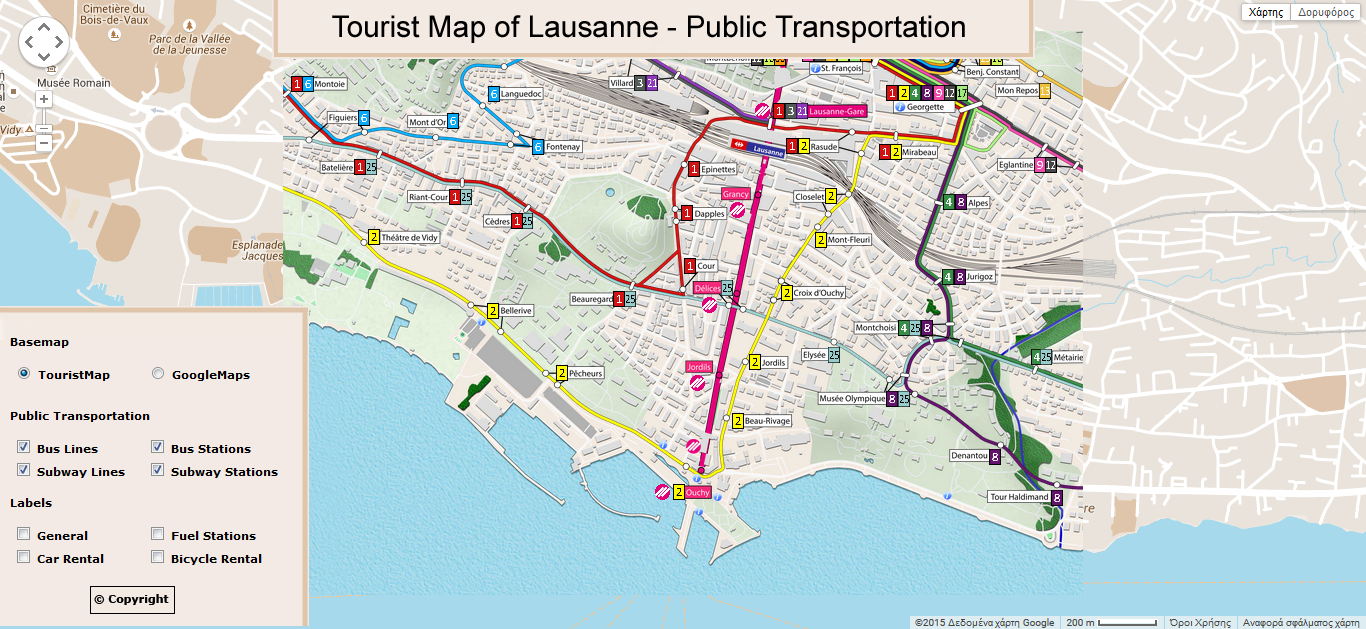 Tourist Map of Lausanne - Public Transportation
Χάρτης
Δορυφόρος
Cimetière du
Bois-de-Vaux
Parc de la Vallée
de la Jeunesse
Musée Romain
Vidy
Esplanade
Jacques
St. François
Benj. Constant
Mon Repos 13
1 2 4 8 9 12 17
Georgette
1 6 Montoie
6 Languedoc
Villard 3 21
1 3 21 Lausanne-Gare
Figuiers 6
Mont d'Or 6
6 Fontenay
Lausanne
1 2 Rasude
1 2 Mirabeau
Eglantine 9 12
Batelière 1 25
1 Epinettes
Riant-Cour 1 25
Grancy
Closelet 2
4 8 Alpes
Cèdres 1 25
1 Dapples
2 Théâtre de Vidy
2 Mont-Fleuri
1 Cour
4 8 Jurigoz
Délices 25
2 Croix d'Ouchy
Beauregard 1 25
2 Bellerive
Montchoisi 4 25 8
Elysée 25
4 25 Métairie
Jordils
2 Jordils
2 Pêcheurs
Musée Olympique 8 25
2 Beau-Rivage
Denantou 8
2 Ouchy
Tour Haldimand 8
re
Basemap
TouristMap
GoogleMaps
Public Transportation
Bus Lines
Bus Stations
Subway Lines
Subway Stations
Labels
General
Fuel Stations
Car Rental
Bicycle Rental
© Copyright
©2015 Δεδομένα χάρτη Google
200 m
Όροι Χρήσης
Αναφορά σφάλματος χάρτη